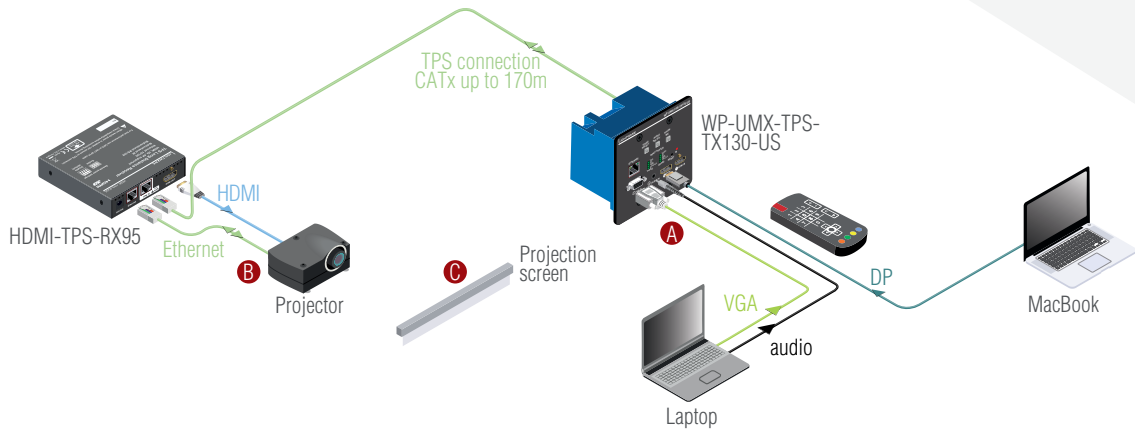 TPS connection
CATx up to 170m
WP-UMX-TPS-
TX130-US
HDMI
HDMI-TPS-RX95
Ethernet
B
Projector
C
Projection
screen
A
VGA
audio
DP
MacBook
Laptop